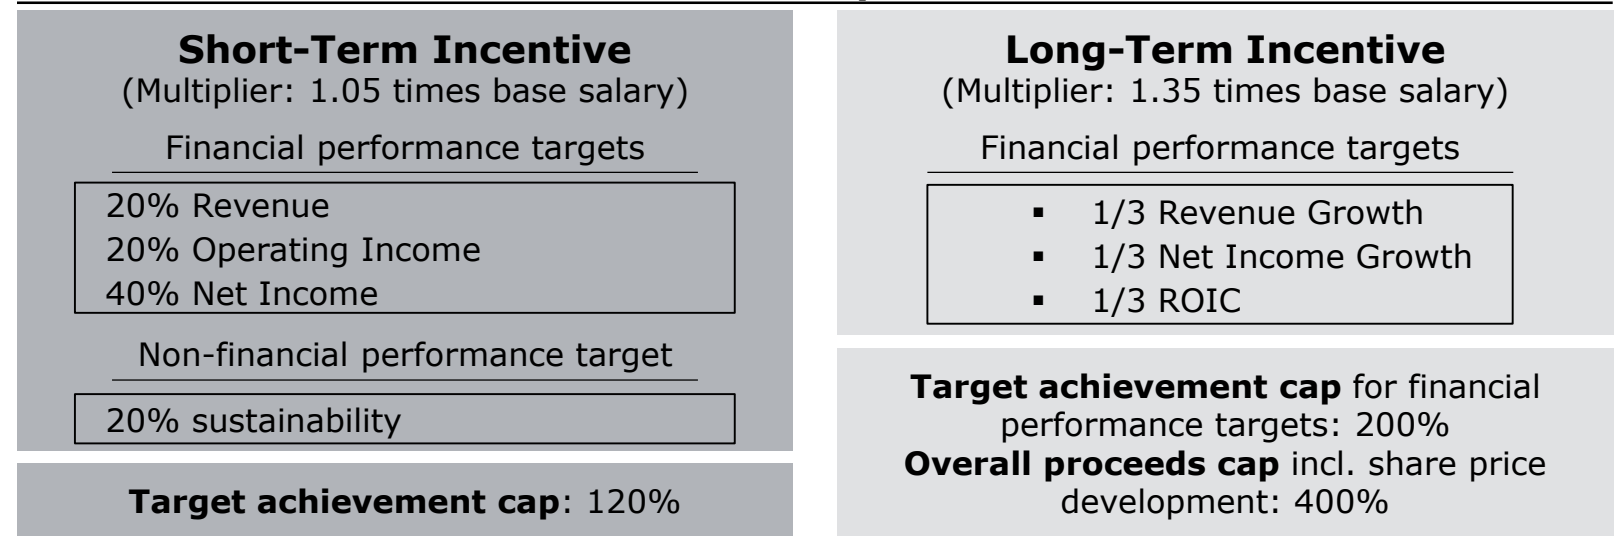 Short-Term Incentive
(Multiplier: 1.05 times base salary)
Financial performance targets
20% Revenue
20% Operating Income
40% Net Income
Non-financial performance target
20% sustainability
Target achievement cap: 120%
Long-Term Incentive
(Multiplier: 1.35 times base salary)
Financial performance targets
▪ 1/3 Revenue Growth
▪ 1/3 Net Income Growth
▪ 1/3 ROIC
Target achievement cap for financial
performance targets: 200%
Overall proceeds cap incl. share price
development: 400%